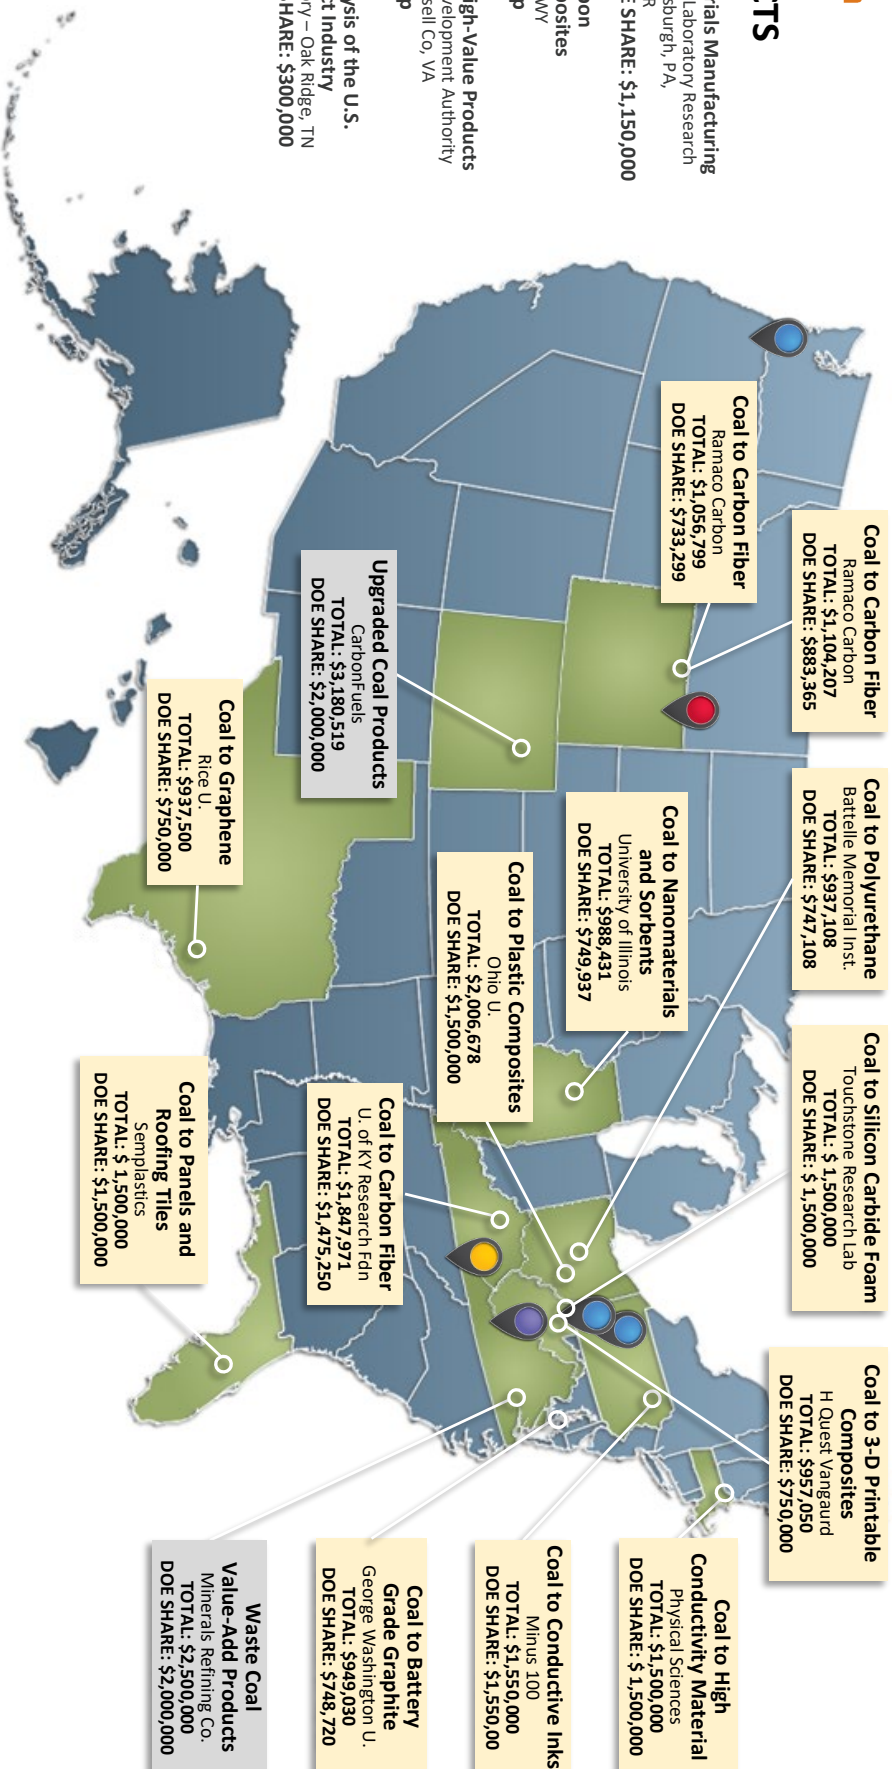 CTS
rials Manufacturing
Laboratory Research
sburgh, PA,
R
E SHARE: $1,150,000
on
posites
WY
p
igh-Value Products
velopment Authority
sell Co, VA
p
ysis of the U.S.
ct Industry
ry – Oak Ridge, TN
SHARE: $300,000
Coal to Carbon Fiber
Ramaco Carbon
TOTAL: $1,104,207
DOE SHARE: $883,365
Coal to Carbon Fiber
Ramaco Carbon
TOTAL: $1,056,799
DOE SHARE: $733,299
Upgraded Coal Products
CarbonFuels
TOTAL: $3,180,519
DOE SHARE: $2,000,000
Coal to Graphene
Rice U.
TOTAL: $937,500
DOE SHARE: $750,000
Coal to Polyurethane
Battelle Memorial Inst.
TOTAL: $937,108
DOE SHARE: $747,108
Coal to Nanomaterials
and Sorbents
University of Illinois
TOTAL: $988,431
DOE SHARE: $749,937
Coal to Plastic Composites
Ohio U.
TOTAL: $2,006,678
DOE SHARE: $1,500,000
Coal to Silicon Carbide Foam
Touchstone Research Lab
TOTAL: $ 1,500,000
DOE SHARE: $ 1,500,000
Coal to Carbon Fiber
U. of KY Research Fdn
TOTAL: $1,847,971
DOE SHARE: $1,475,250
Coal to Panels and
Roofing Tiles
Semplastics
TOTAL: $ 1,500,000
DOE SHARE: $1,500,000
Coal to 3-D Printable
Composites
H Quest Vangaurd
TOTAL: $957,050
DOE SHARE: $750,000
Coal to High
Conductivity Material
Physical Sciences
TOTAL: $1,500,000
DOE SHARE: $ 1,500,000
Coal to Conductive Inks
Minus 100
TOTAL: $1,550,000
DOE SHARE: $1,550,00
Coal to Battery
Grade Graphite
George Washington U.
TOTAL: $949,030
DOE SHARE: $748,720
Waste Coal
Value-Add Products
Minerals Refining Co.
TOTAL: $2,500,000
DOE SHARE: $2,000,000